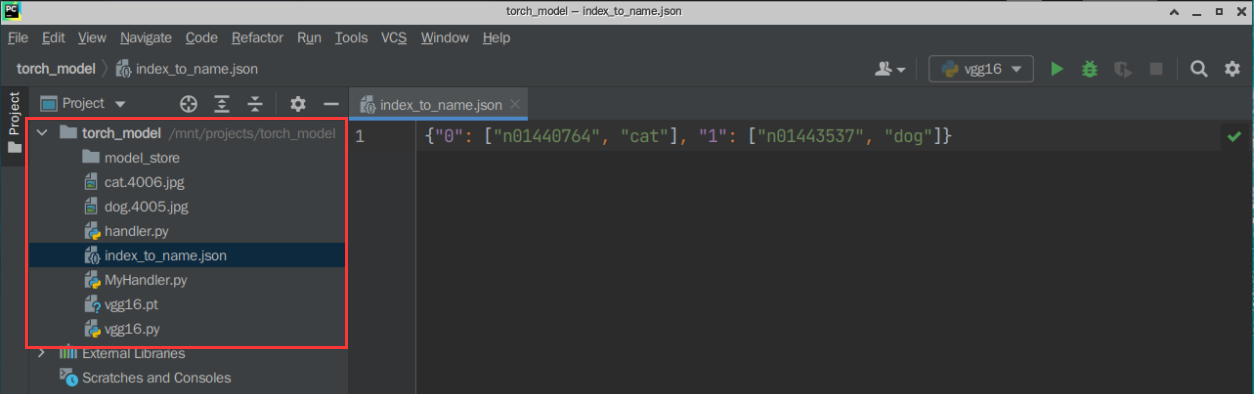 PC
torch_model – index_to_name.json
File Edit View Navigate Code Refactor Run Tools VCS Window Help
torch_model index_to_name.json
vgg16
Project
Project
index_to_name.json
torch_model /mnt/projects/torch_model
model_store
cat.4006.jpg
dog.4005.jpg
handler.py
index_to_name.json
MyHandler.py
vgg16.pt
vgg16.py
External Libraries
Scratches and Consoles
1 {"0": ["n01440764", "cat"], "1": ["n01443537", "dog"]}